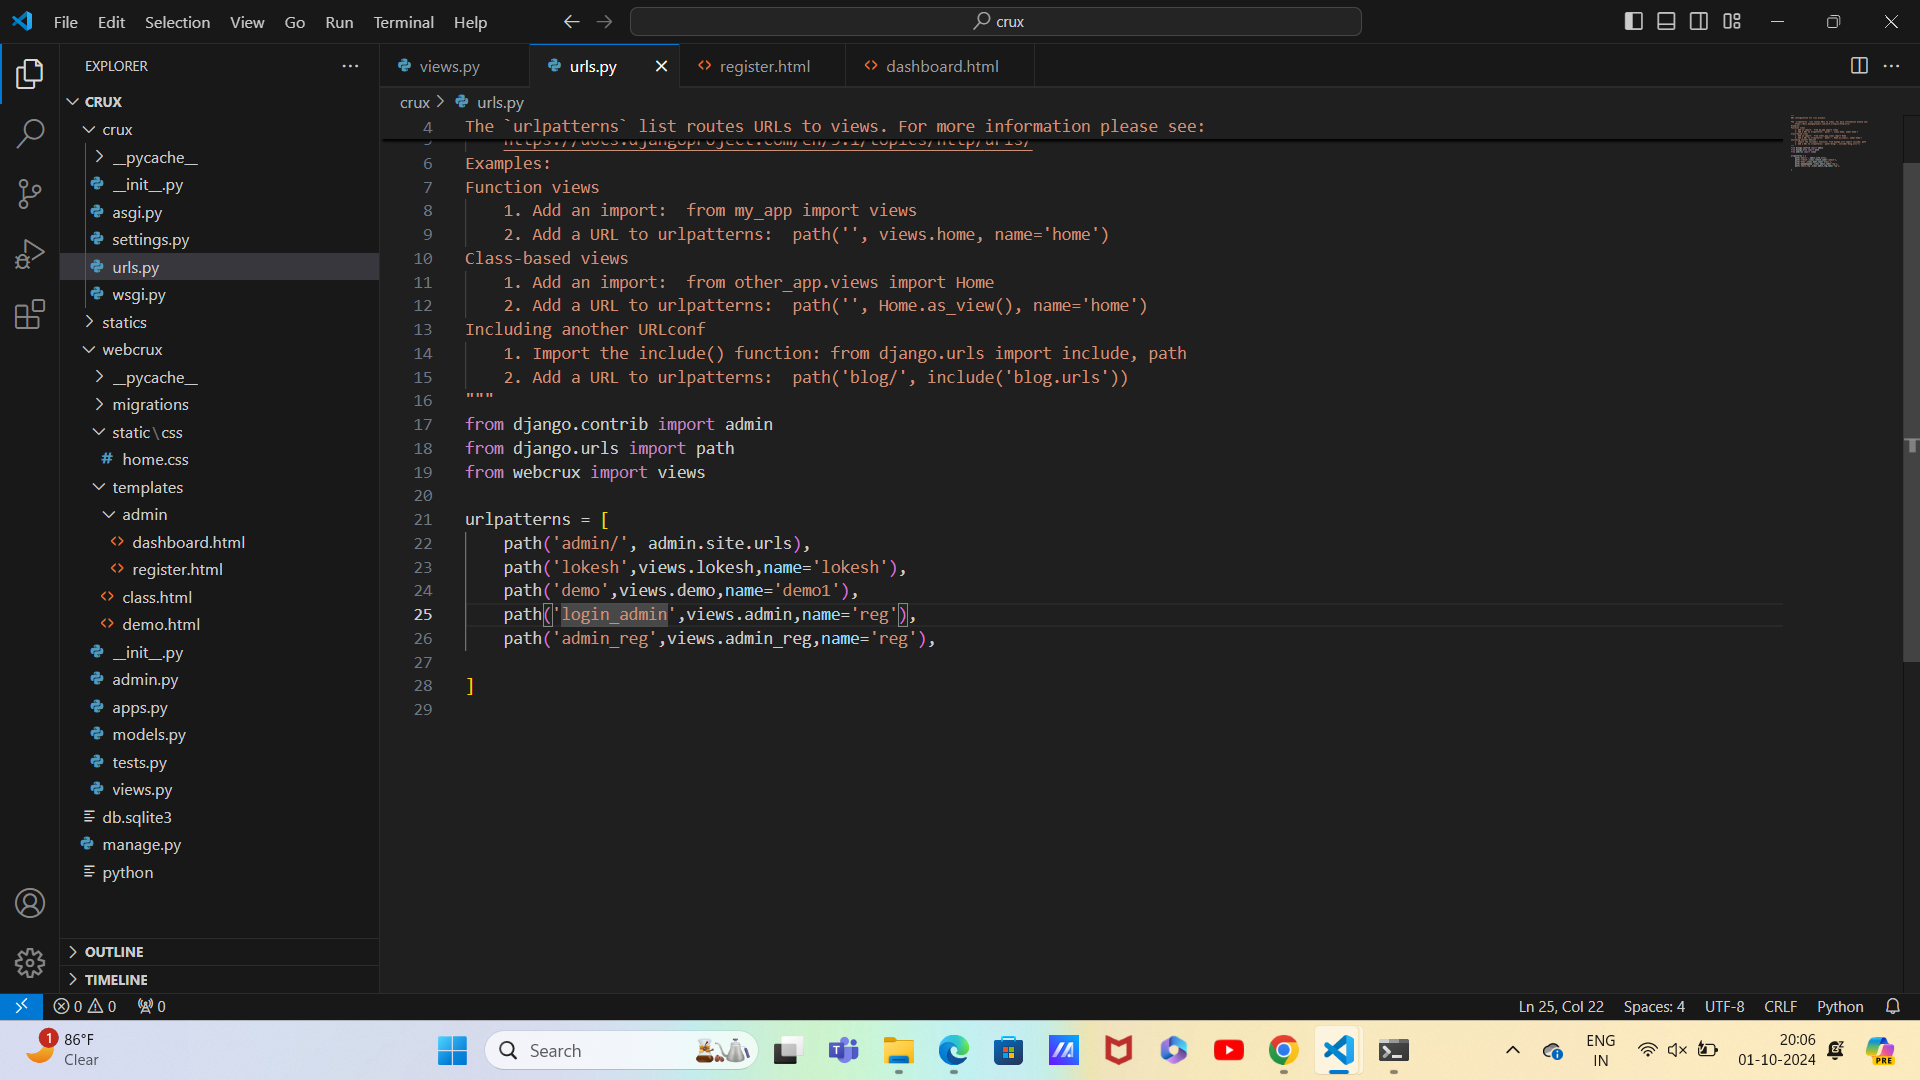 File Edit Selection View Go Run Terminal Help
crux
EXPLORER
CRUX
crux
__pycache__
__init__.py
asgi.py
settings.py
urls.py
wsgi.py
statics
webcrux
__pycache__
migrations
static\css
home.css
templates
admin
dashboard.html
register.html
class.html
demo.html
__init__.py
admin.py
apps.py
models.py
tests.py
views.py
db.sqlite3
manage.py
python
OUTLINE
TIMELINE
views.py urls.py register.html dashboard.html
crux > urls.py
4 The `urlpatterns` list routes URLs to views. For more information please see:
5 https://docs.djangoproject.com/en/5.1/topics/http/urls/
6 Examples:
7 Function views
8 1. Add an import:  from my_app import views
9 2. Add a URL to urlpatterns:  path('', views.home, name='home')
10 Class-based views
11 1. Add an import:  from other_app.views import Home
12 2. Add a URL to urlpatterns:  path('', Home.as_view(), name='home')
13 Including another URLconf
14 1. Import the include() function: from django.urls import include, path
15 2. Add a URL to urlpatterns:  path('blog/', include('blog.urls'))
16 """
17 from django.contrib import admin
18 from django.urls import path
19 from webcrux import views
20
21 urlpatterns = [
22 path('admin/', admin.site.urls),
23 path('lokesh',views.lokesh,name='lokesh'),
24 path('demo',views.demo,name='demo1'),
25 path('login_admin',views.admin,name='reg'),
26 path('admin_reg',views.admin_reg,name='reg'),
27
28 ]
29
0 0 0
Ln 25, Col 22 Spaces: 4 UTF-8 CRLF Python
1 86°F
Clear
Search
ENG
IN
20:06
01-10-2024
PRE